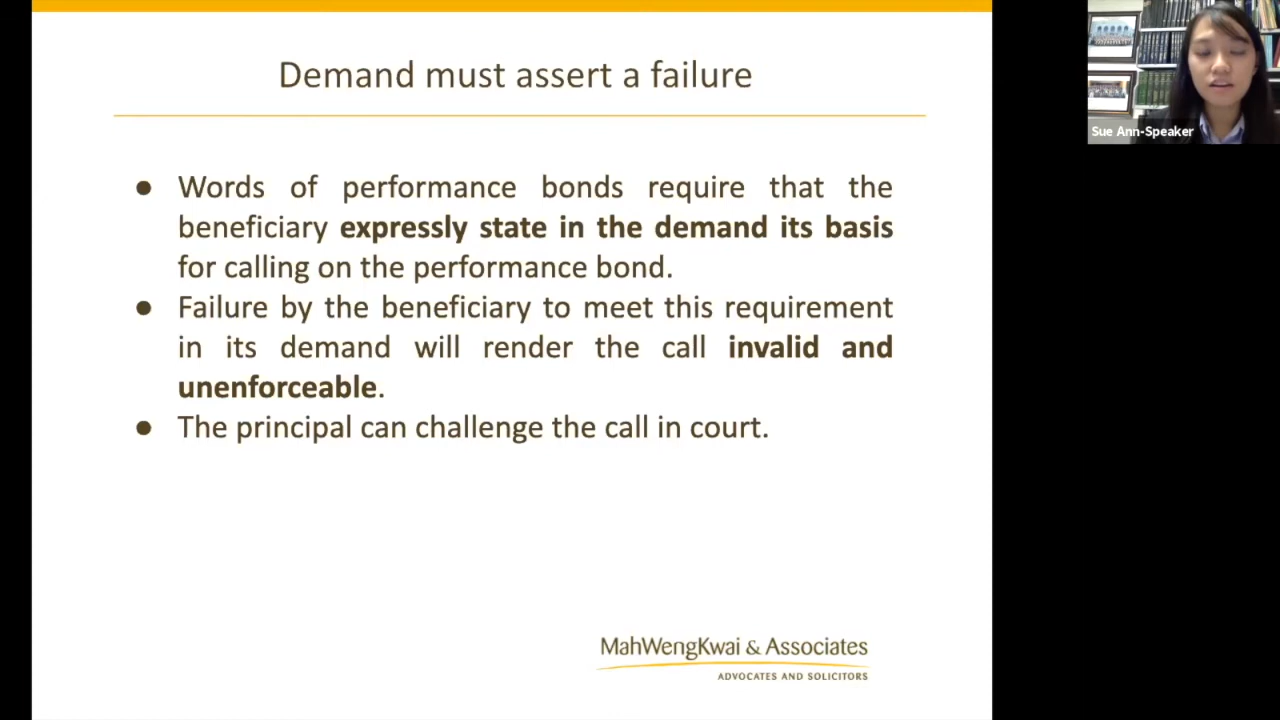 Demand must assert a failure
● Words of performance bonds require that the
beneficiary expressly state in the demand its basis
for calling on the performance bond.
● Failure by the beneficiary to meet this requirement
in its demand will render the call invalid and
unenforceable.
● The principal can challenge the call in court.
MahWengKwai & Associates
ADVOCATES AND SOLICITORS
Sue Ann-Speaker